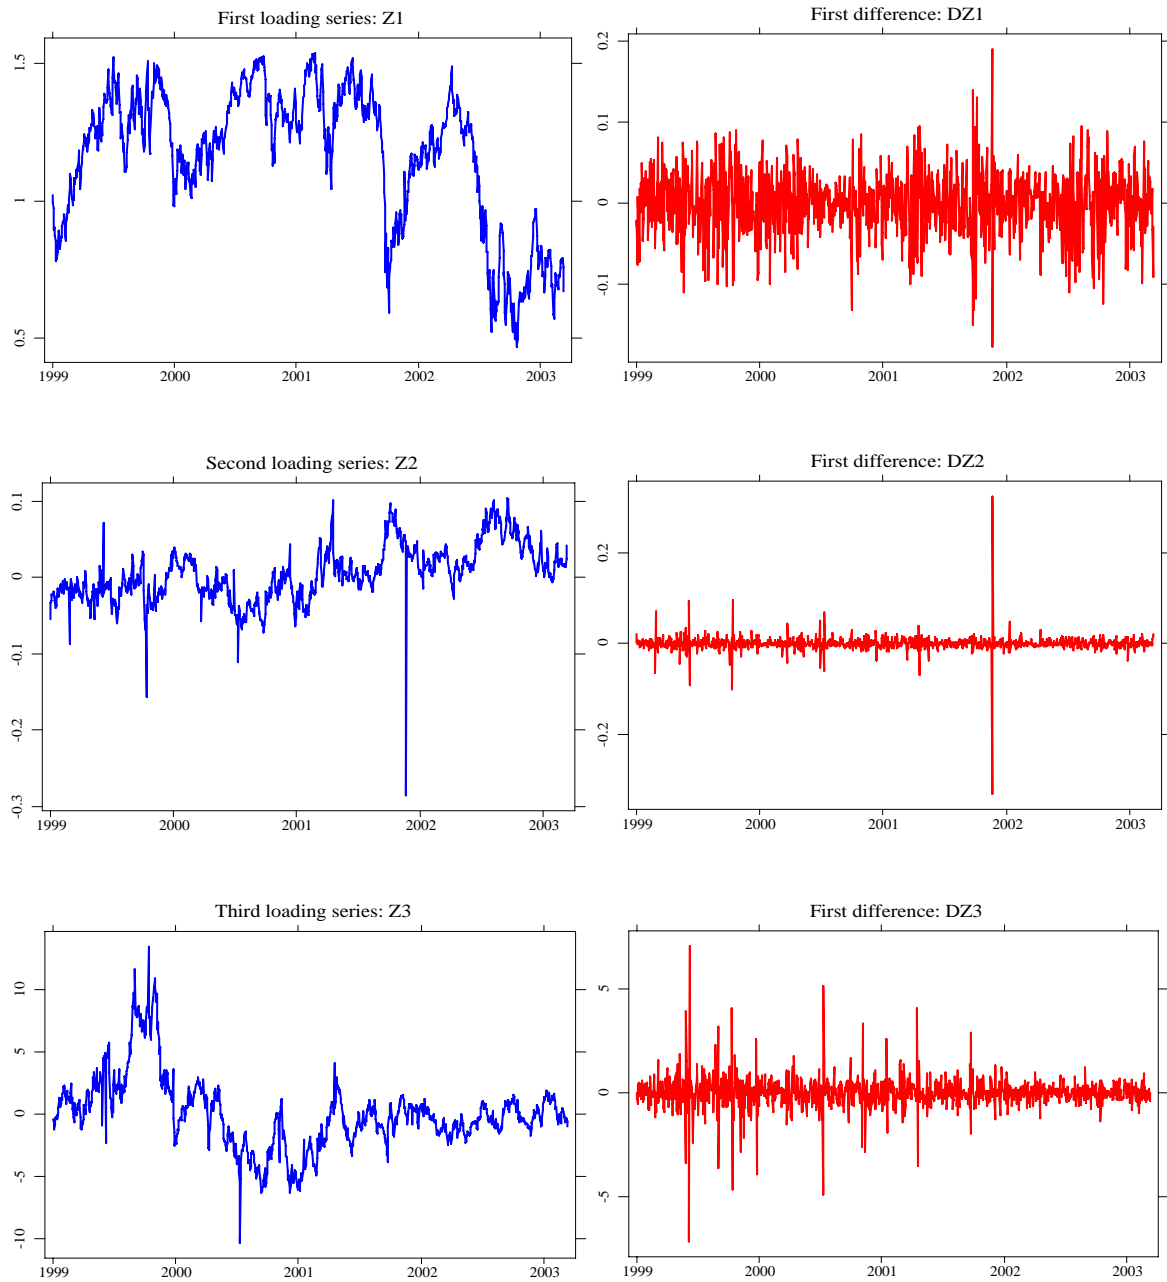 First loading series: Z1
1.5
1
0.5
1999 2000 2001 2002 2003
First difference: DZ1
0.2
0.1
0
-0.1
1999 2000 2001 2002 2003
Second loading series: Z2
0.1
0
-0.1
-0.2
-0.3
1999 2000 2001 2002 2003
First difference: DZ2
0.2
0
-0.2
1999 2000 2001 2002 2003
Third loading series: Z3
10
5
0
-5
-10
1999 2000 2001 2002 2003
First difference: DZ3
5
0
-5
1999 2000 2001 2002 2003